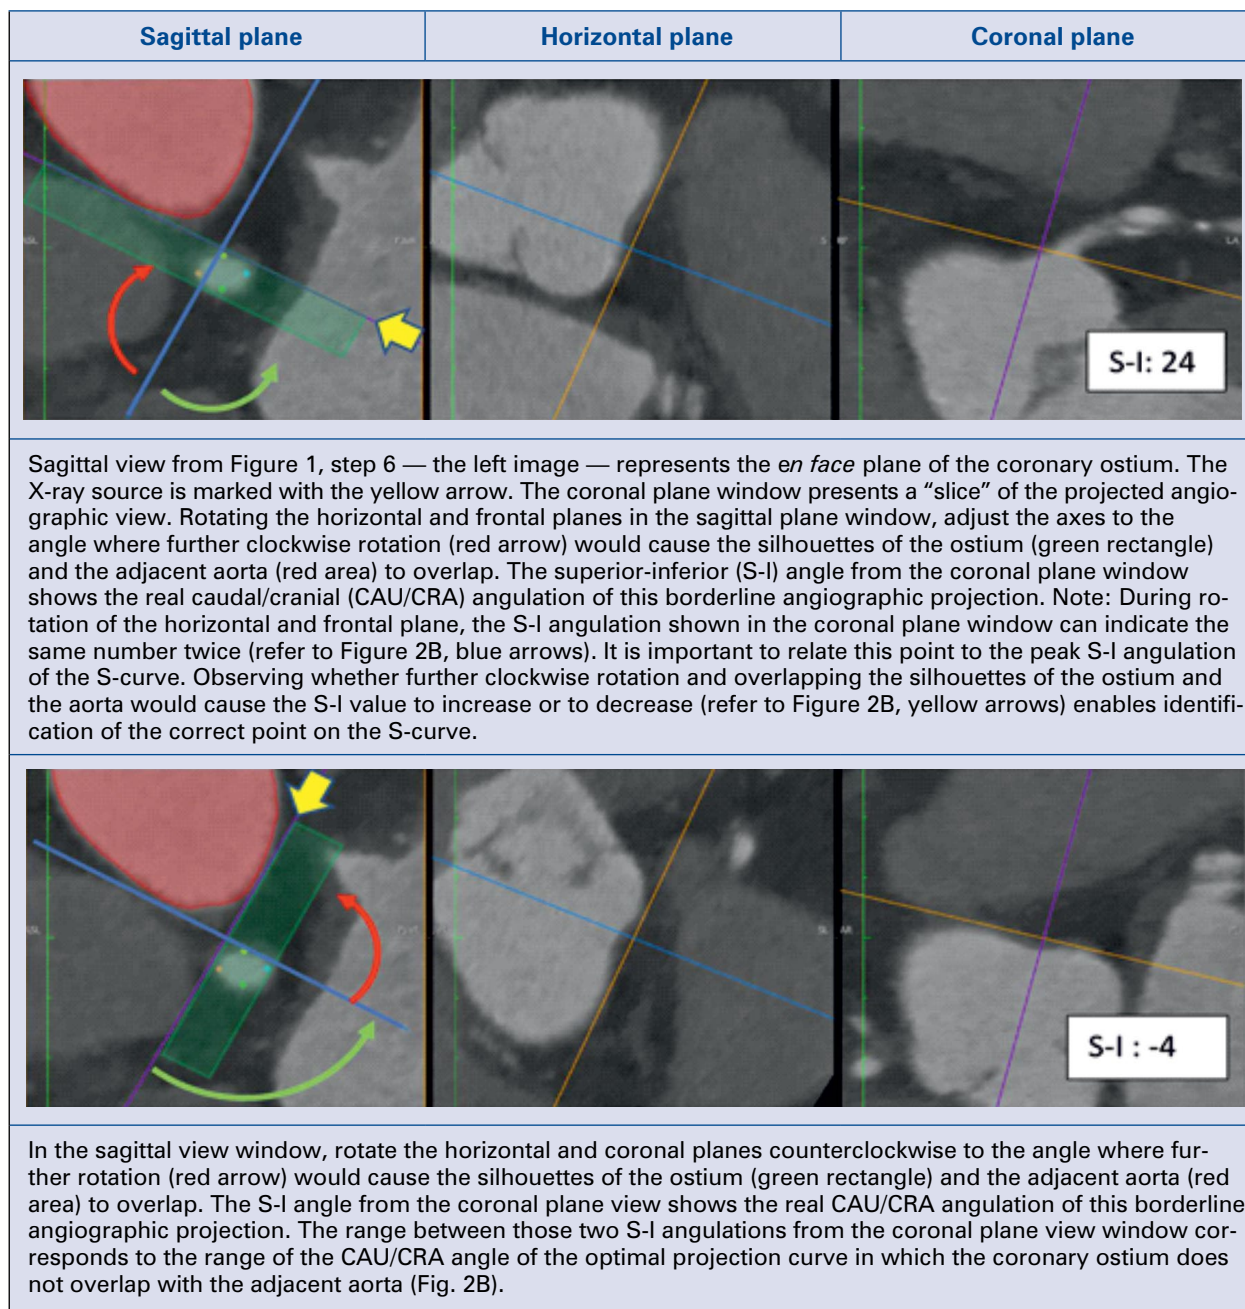 Sagittal plane
Horizontal plane
Coronal plane
S-I: 24
Sagittal view from Figure 1, step 6 — the left image — represents the en face plane of the coronary ostium. The
X-ray source is marked with the yellow arrow. The coronal plane window presents a “slice” of the projected angio-
graphic view. Rotating the horizontal and frontal planes in the sagittal plane window, adjust the axes to the
angle where further clockwise rotation (red arrow) would cause the silhouettes of the ostium (green rectangle)
and the adjacent aorta (red area) to overlap. The superior-inferior (S-I) angle from the coronal plane window
shows the real caudal/cranial (CAU/CRA) angulation of this borderline angiographic projection. Note: During ro-
tation of the horizontal and frontal plane, the S-I angulation shown in the coronal plane window can indicate the
same number twice (refer to Figure 2B, blue arrows). It is important to relate this point to the peak S-I angulation
of the S-curve. Observing whether further clockwise rotation and overlapping the silhouettes of the ostium and
the aorta would cause the S-I value to increase or to decrease (refer to Figure 2B, yellow arrows) enables identifi-
cation of the correct point on the S-curve.
S-I : -4
In the sagittal view window, rotate the horizontal and coronal planes counterclockwise to the angle where fur-
ther rotation (red arrow) would cause the silhouettes of the ostium (green rectangle) and the adjacent aorta (red
area) to overlap. The S-I angle from the coronal plane view shows the real CAU/CRA angulation of this borderline
angiographic projection. The range between those two S-I angulations from the coronal plane view window cor-
responds to the range of the CAU/CRA angle of the optimal projection curve in which the coronary ostium does
not overlap with the adjacent aorta (Fig. 2B).